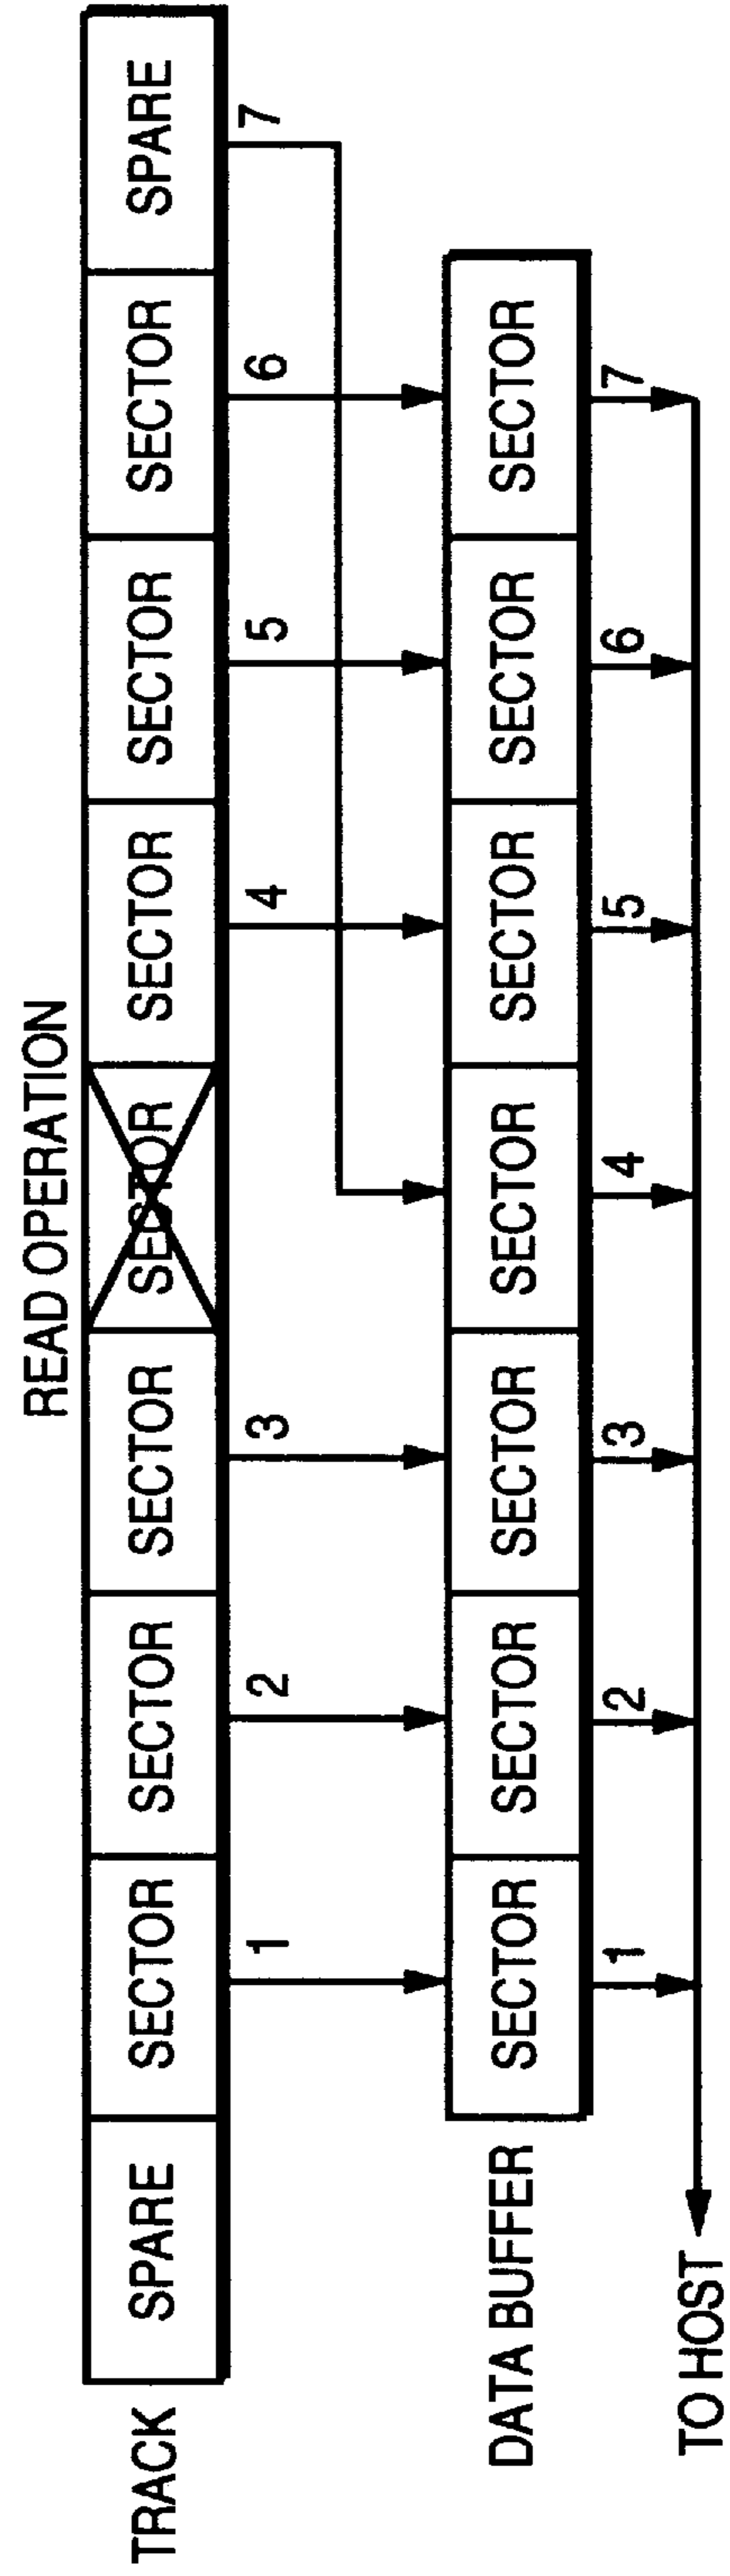 READ OPERATION
TRACK SPARE SECTOR SECTOR SECTOR SECTOR SECTOR SECTOR SECTOR SPARE
1 2 3 4 5 6 7
DATA BUFFER SECTOR SECTOR SECTOR SECTOR SECTOR SECTOR SECTOR
1 2 3 4 5 6 7
TO HOST